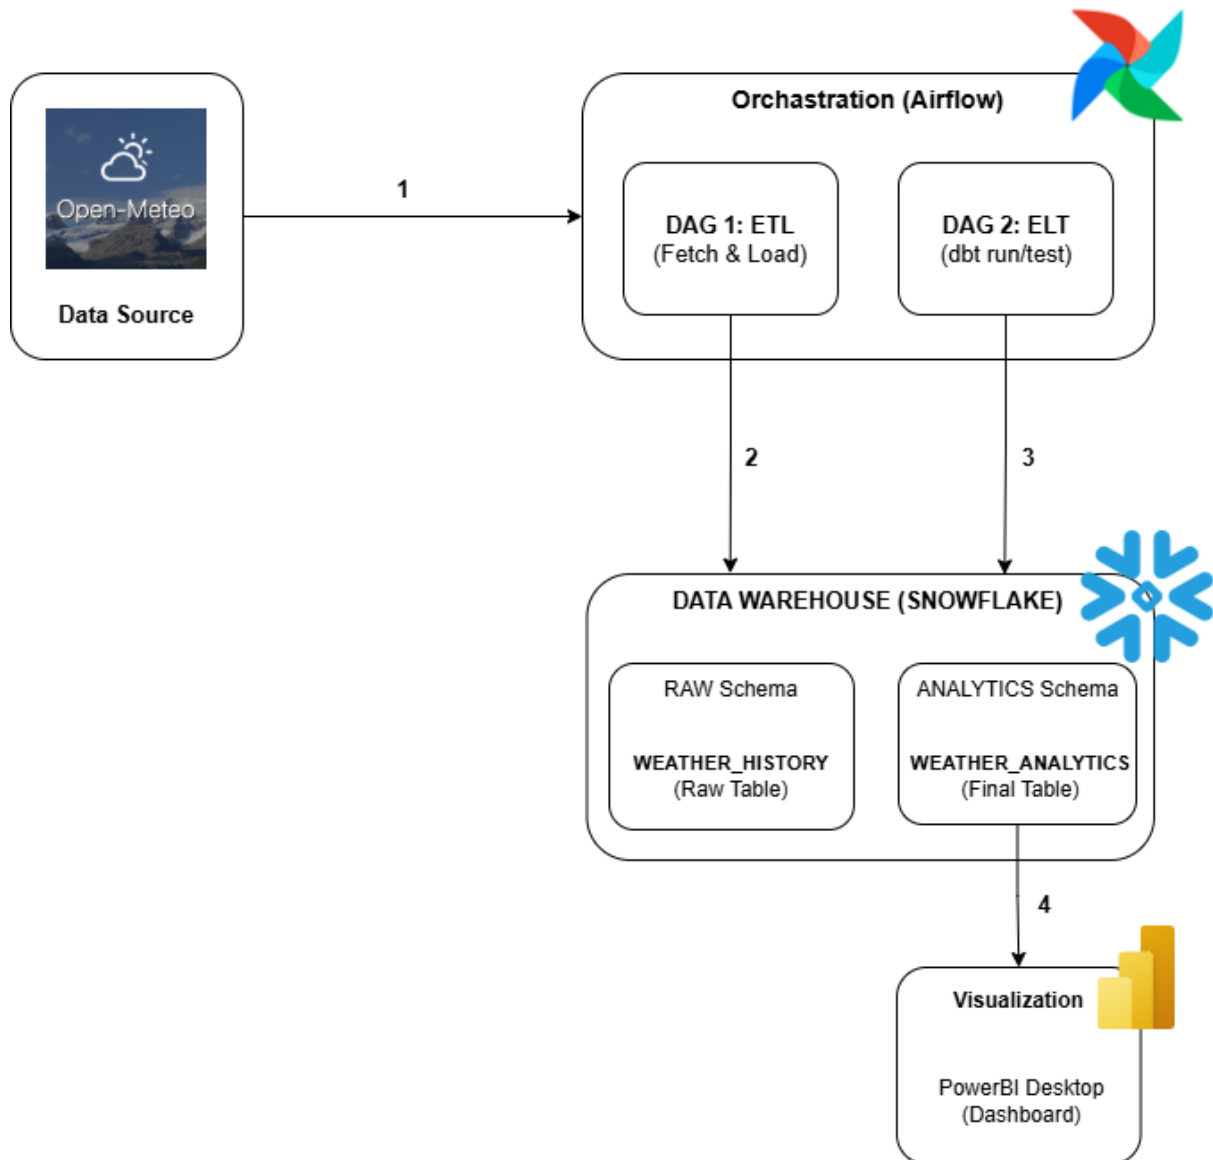 Open-Meteo
Data Source
1
Orchastration (Airflow)
DAG 1: ETL
(Fetch & Load)
DAG 2: ELT
(dbt run/test)
2
3
DATA WAREHOUSE (SNOWFLAKE)
RAW Schema
WEATHER_HISTORY
(Raw Table)
ANALYTICS Schema
WEATHER_ANALYTICS
(Final Table)
4
Visualization
PowerBI Desktop
(Dashboard)